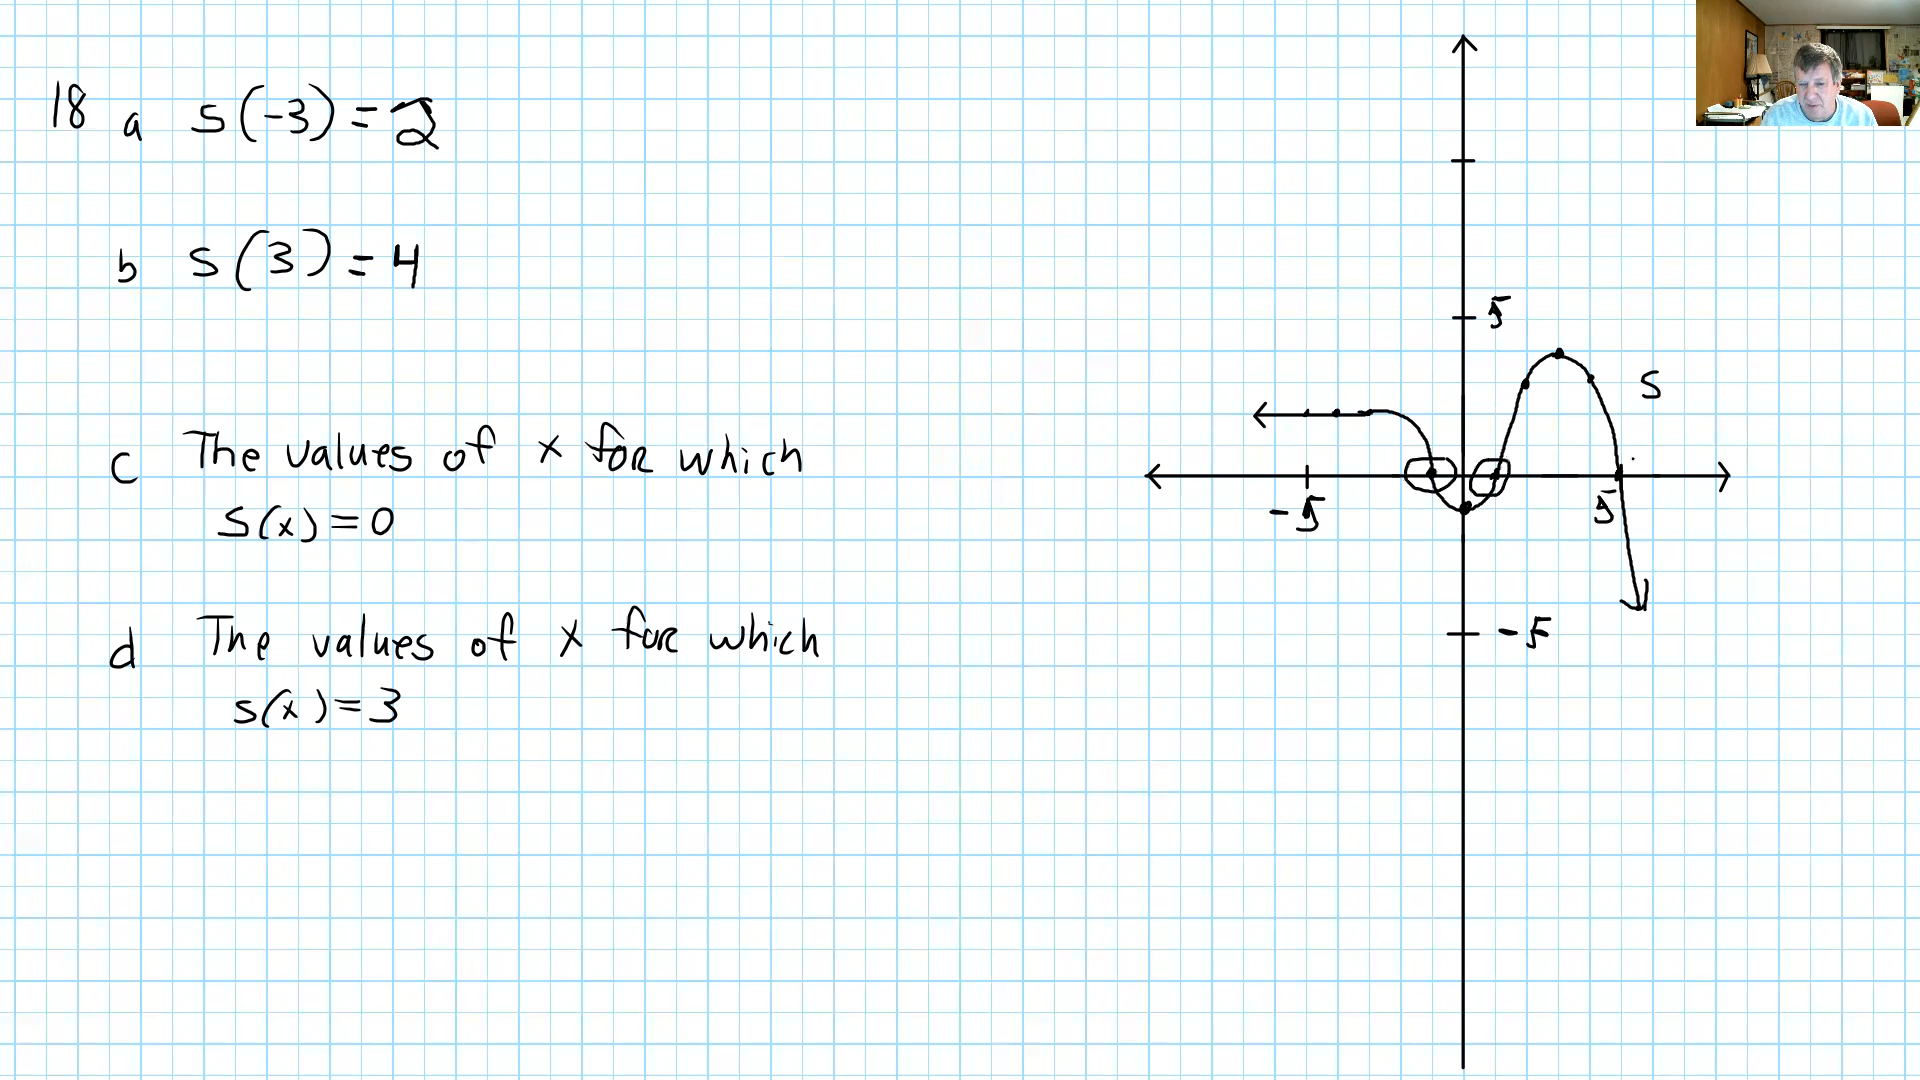 18 a s(-3) = 2
b s(3) = 4
c The values of x for which
s(x) = 0
d The values of x for which
s(x) = 3
5
S
-5
5
-5